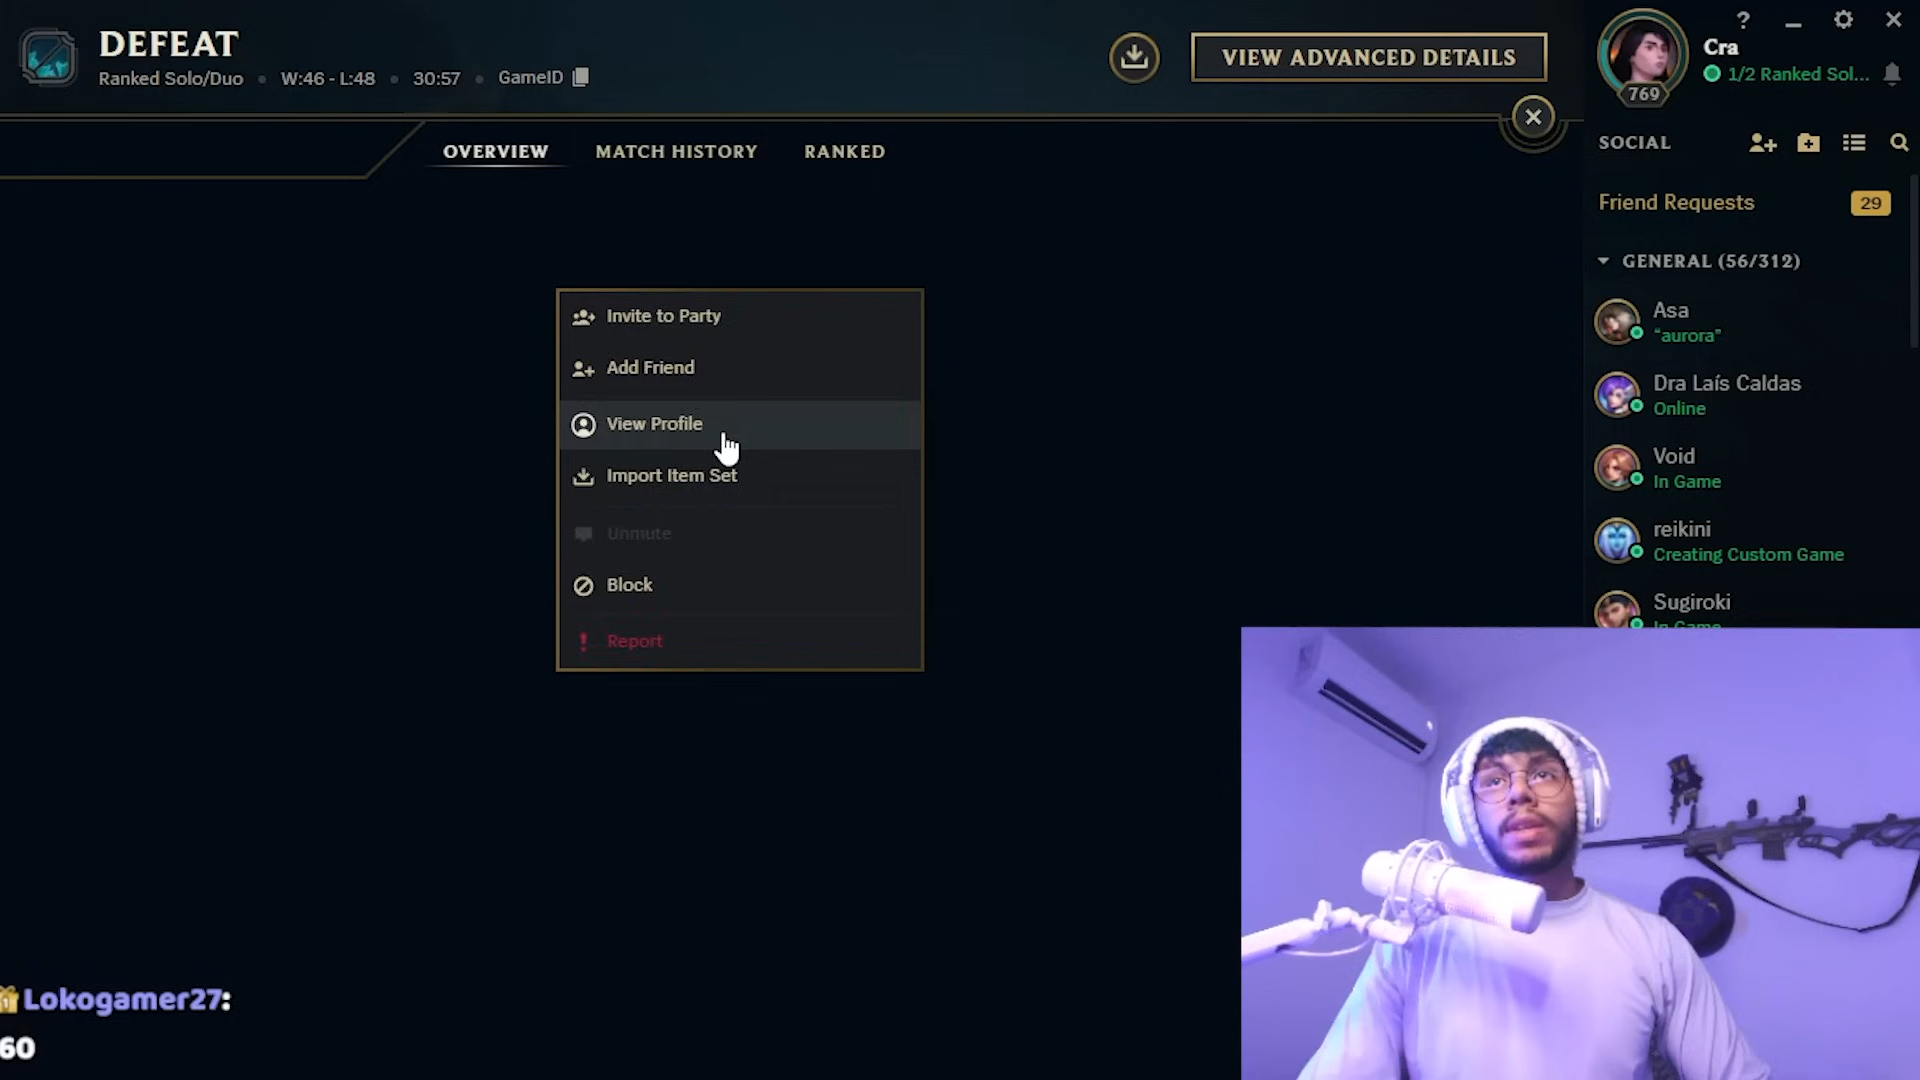 DEFEAT
Ranked Solo/Duo • W:46 - L:48 • 30:57 • GameID
VIEW ADVANCED DETAILS
Cra
1/2 Ranked Sol...
769
OVERVIEW
MATCH HISTORY
RANKED
SOCIAL
Friend Requests
29
GENERAL (56/312)
Asa
“aurora”
Dra Laís Caldas
Online
Void
In Game
reikini
Creating Custom Game
Sugiroki
In Game
Invite to Party
Add Friend
View Profile
Import Item Set
Unmute
Block
Report
1
Lokogamer27:
60